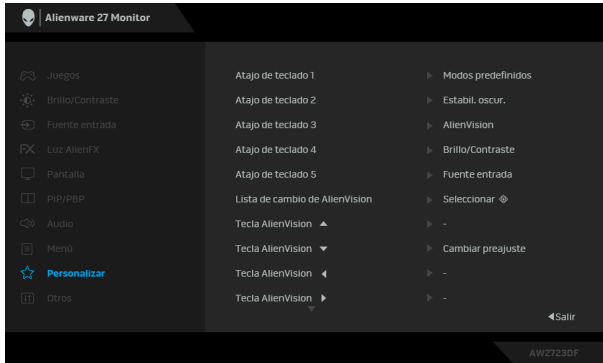 Alienware 27 Monitor
Juegos
Brillo/Contraste
Fuente entrada
FX Luz AlienFX
Pantalla
PIP/PBP
Audio
Menú
Personalizar
Otros
Atajo de teclado 1 Modos predefinidos
Atajo de teclado 2 Estabil. oscur.
Atajo de teclado 3 AlienVision
Atajo de teclado 4 Brillo/Contraste
Atajo de teclado 5 Fuente entrada
Lista de cambio de AlienVision Seleccionar
Tecla AlienVision ▲ -
Tecla AlienVision ▼ Cambiar preajuste
Tecla AlienVision ◀ -
Tecla AlienVision ▶ -
◀Salir
AW2723DF